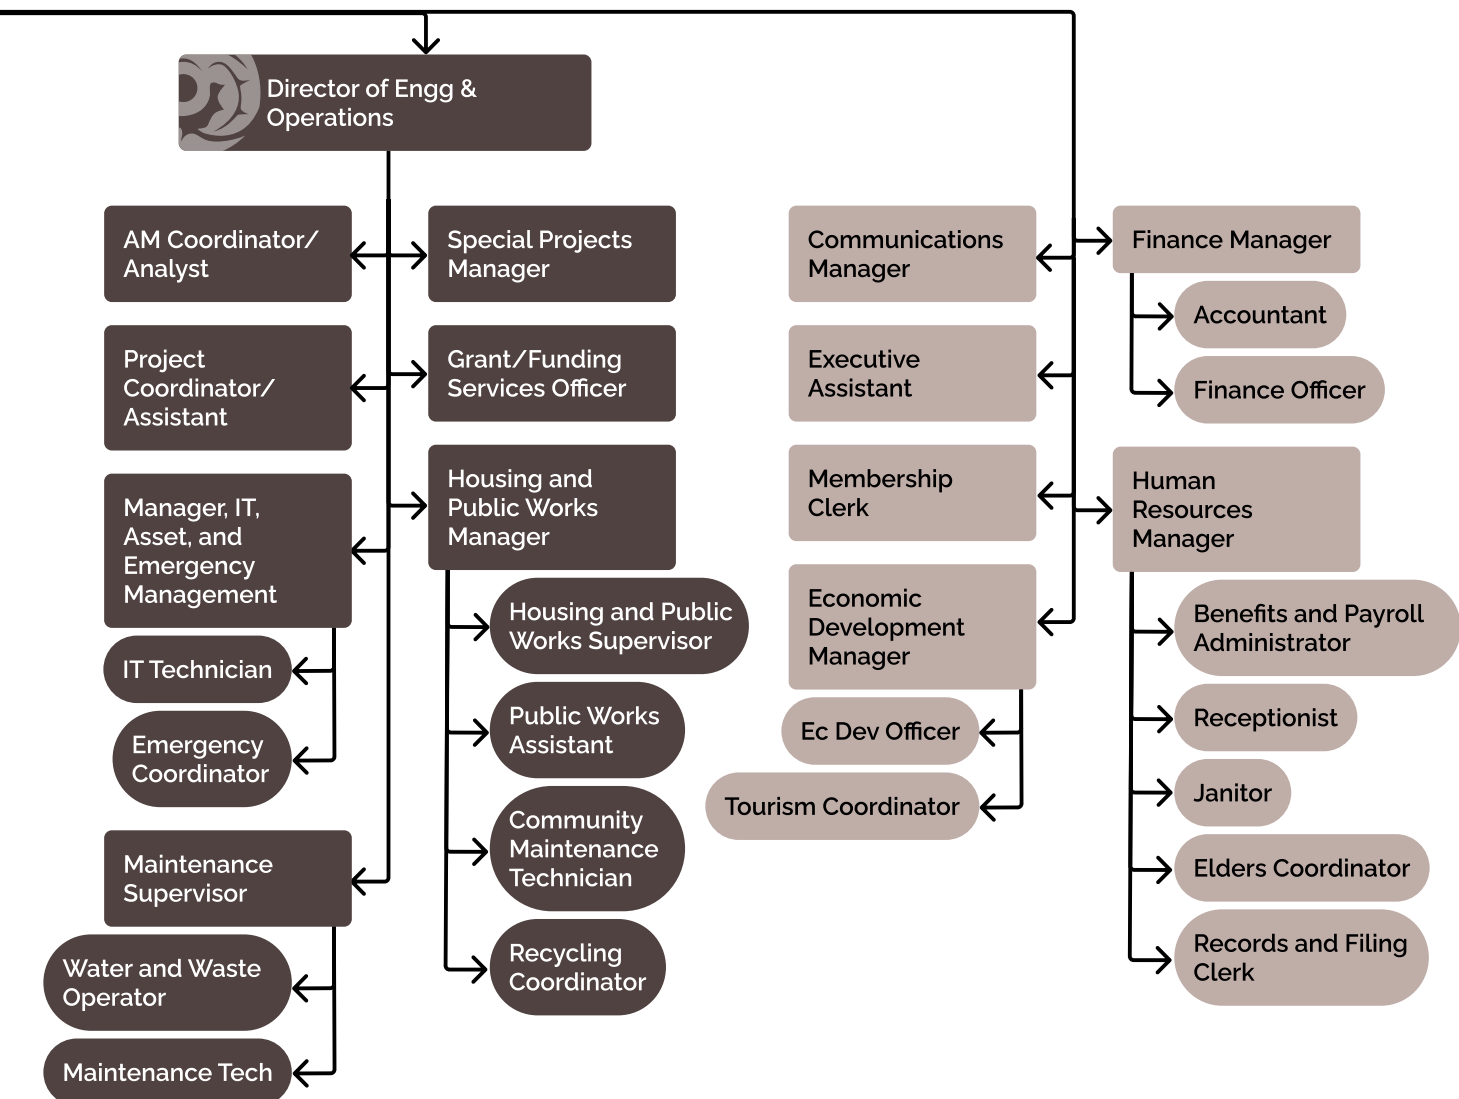 Director of Engg &
Operations
AM Coordinator/
Analyst
Project
Coordinator/
Assistant
Manager, IT,
Asset, and
Emergency
Management
IT Technician
Emergency
Coordinator
Maintenance
Supervisor
Water and Waste
Operator
Maintenance Tech
Special Projects
Manager
Grant/Funding
Services Officer
Housing and
Public Works
Manager
Housing and Public
Works Supervisor
Public Works
Assistant
Community
Maintenance
Technician
Recycling
Coordinator
Communications
Manager
Executive
Assistant
Membership
Clerk
Economic
Development
Manager
Ec Dev Officer
Tourism Coordinator
Finance Manager
Accountant
Finance Officer
Human
Resources
Manager
Benefits and Payroll
Administrator
Receptionist
Janitor
Elders Coordinator
Records and Filing
Clerk